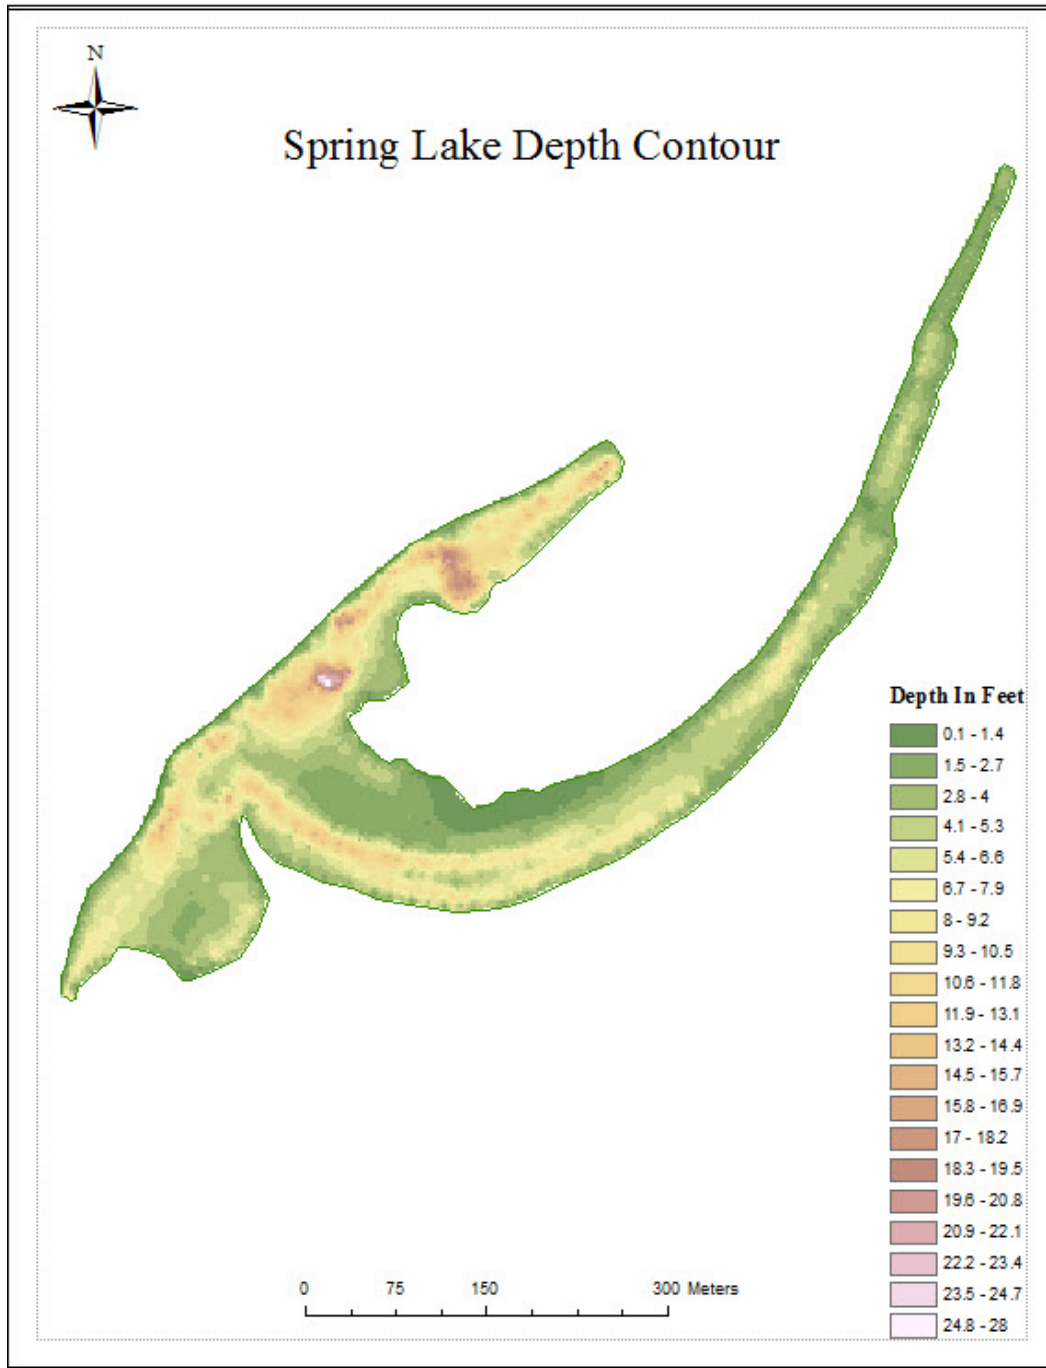 N
Spring Lake Depth Contour
Depth In Feet
0.1 - 1.4
1.5 - 2.7
2.8 - 4
4.1 - 5.3
5.4 - 6.6
6.7 - 7.9
8 - 9.2
9.3 - 10.5
10.6 - 11.8
11.9 - 13.1
13.2 - 14.4
14.5 - 15.7
15.8 - 16.9
17 - 18.2
18.3 - 19.5
19.6 - 20.8
20.9 - 22.1
22.2 - 23.4
23.5 - 24.7
24.8 - 28
0 75 150 300 Meters